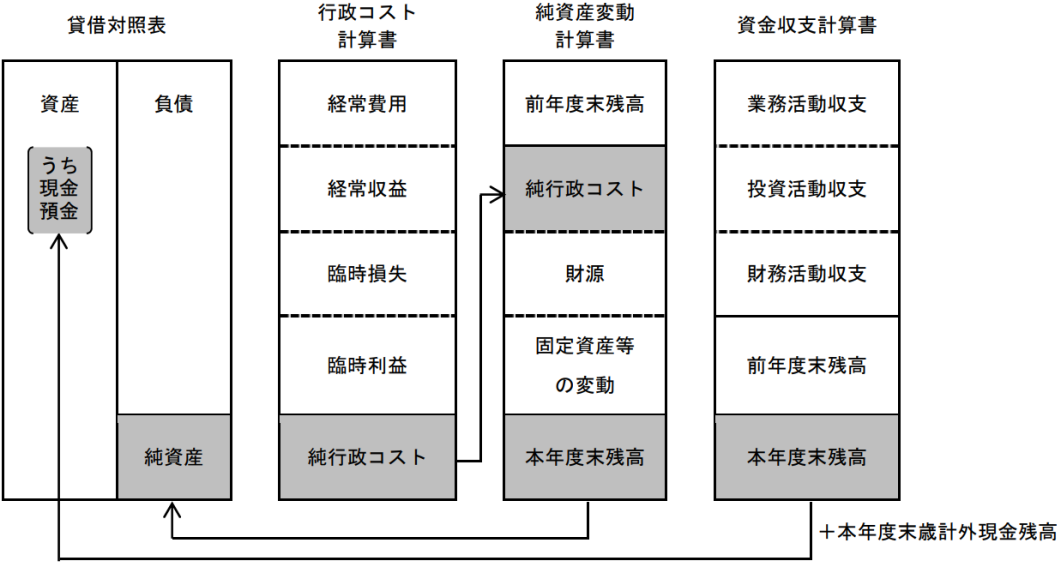 貸借対照表
資産
負債
うち
現金
預金
純資産
行政コスト
計算書
経常費用
経常収益
臨時損失
臨時利益
純行政コスト
純資産変動
計算書
前年度末残高
純行政コスト
財源
固定資産等
の変動
本年度末残高
資金収支計算書
業務活動収支
投資活動収支
財務活動収支
前年度末残高
本年度末残高
＋本年度末歳計外現金残高